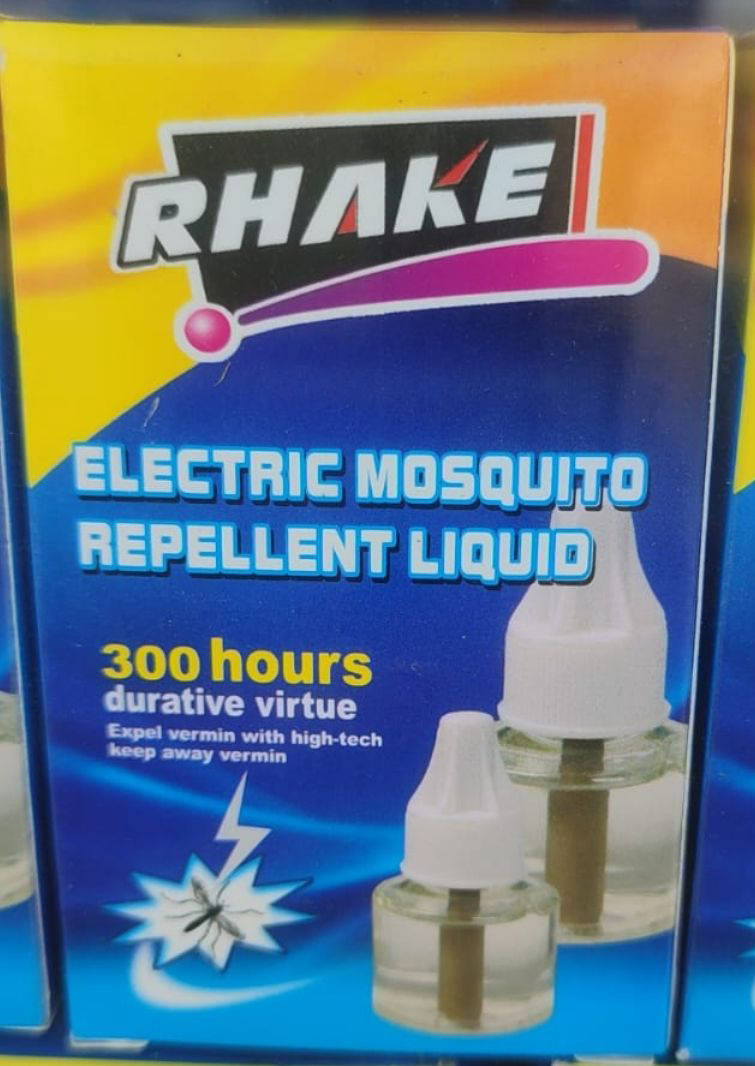 RHAKE
ELECTRIC MOSQUITO
REPELLENT LIQUID
300 hours
durative virtue
Expel vermin with high-tech
keep away vermin